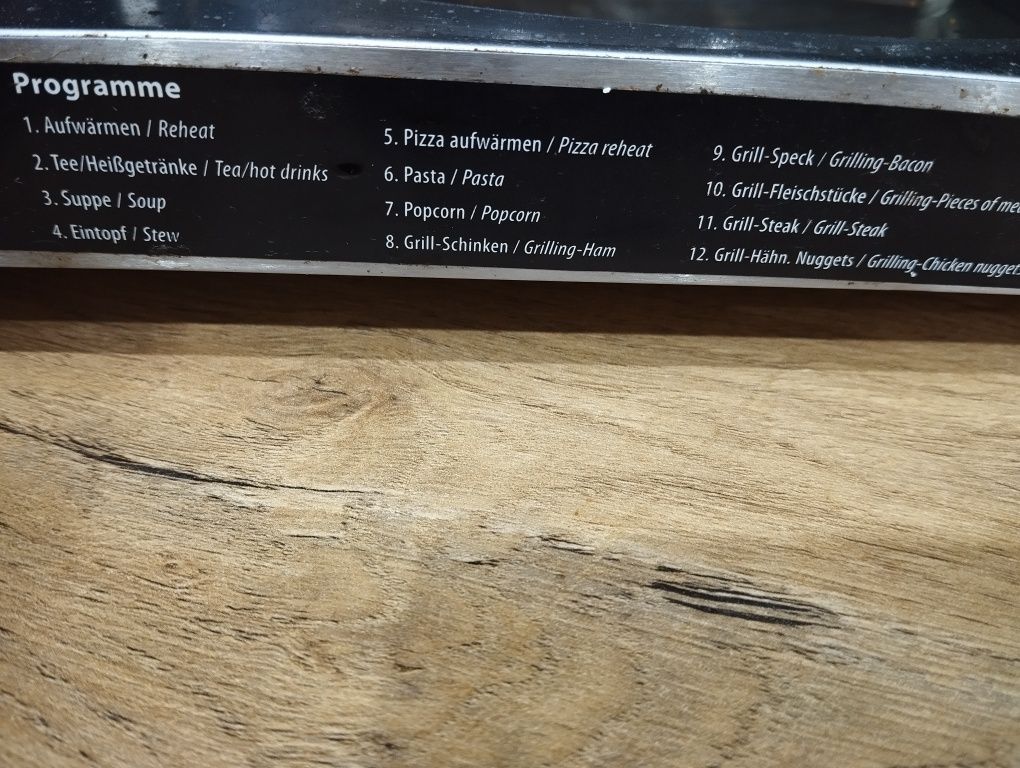 Programme
1. Aufwärmen / Reheat
2. Tee/Heißgetränke / Tea/hot drinks
3. Suppe / Soup
4. Eintopf / Stew
5. Pizza aufwärmen / Pizza reheat
6. Pasta / Pasta
7. Popcorn / Popcorn
8. Grill-Schinken / Grilling-Ham
9. Grill-Speck / Grilling-Bacon
10. Grill-Fleischstücke / Grilling-Pieces of
11. Grill-Steak / Grill-Steak
12. Grill-Hähn. Nuggets / Grilling-Chicken nuggets